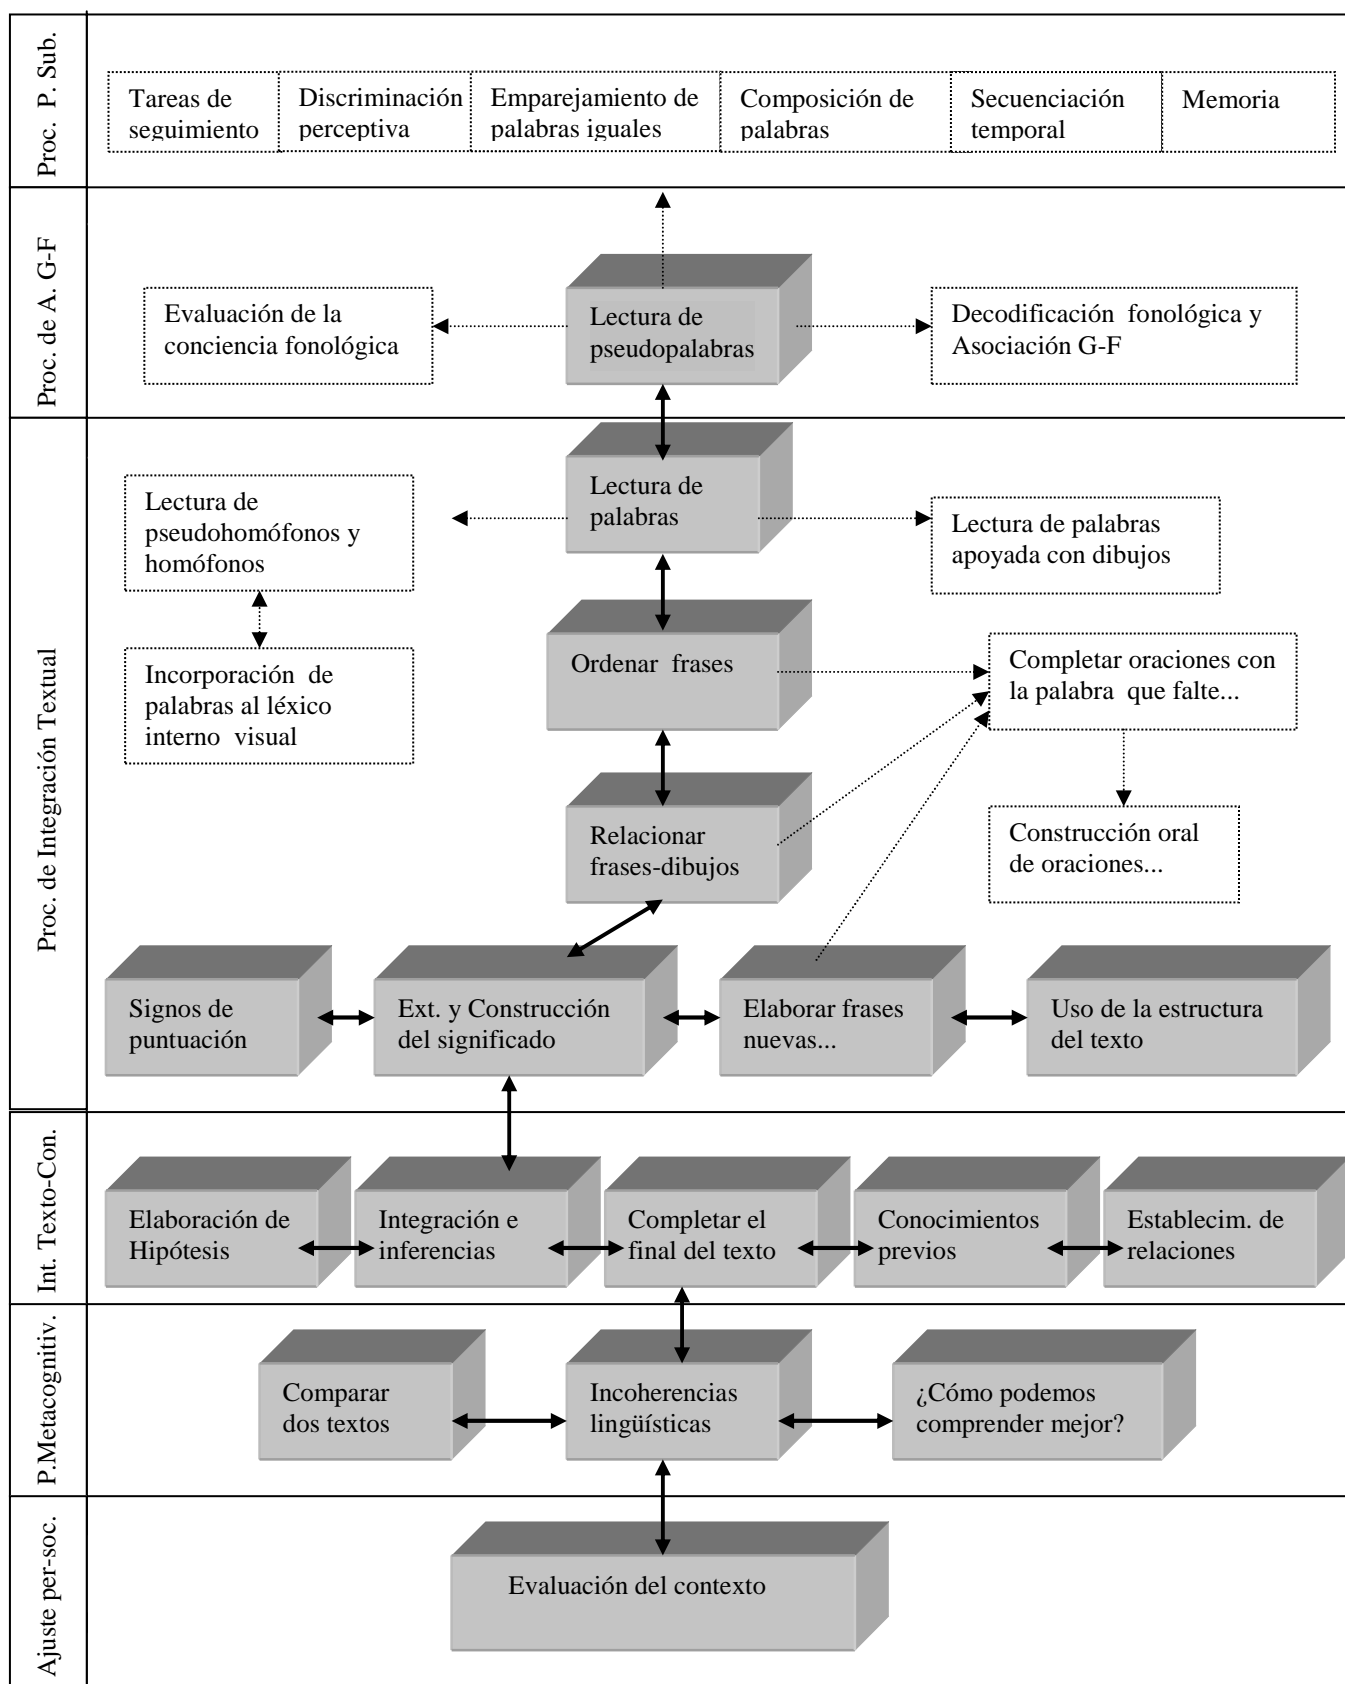 Proc. P. Sub.
Tareas de
seguimiento
Discriminación
perceptiva
Emparejamiento de
palabras iguales
Composición de
palabras
Secuenciación
temporal
Memoria
Proc. de A. G-F
Evaluación de la
conciencia fonológica
Lectura de
pseudopalabras
Decodificación fonológica y
Asociación G-F
Proc. de Integración Textual
Lectura de
pseudohomófonos y
homófonos
Lectura de
palabras
Lectura de palabras
apoyada con dibujos
Incorporación de
palabras al léxico
interno visual
Ordenar frases
Completar oraciones con
la palabra que falte...
Relacionar
frases-dibujos
Construcción oral
de oraciones...
Signos de
puntuación
Ext. y Construcción
del significado
Elaborar frases
nuevas...
Uso de la estructura
del texto
Int. Texto-Con.
Elaboración de
Hipótesis
Integración e
inferencias
Completar el
final del texto
Conocimientos
previos
Establecim. de
relaciones
P.Metacognitiv.
Comparar
dos textos
Incoherencias
lingüísticas
¿Cómo podemos
comprender mejor?
Ajuste per-soc.
Evaluación del contexto